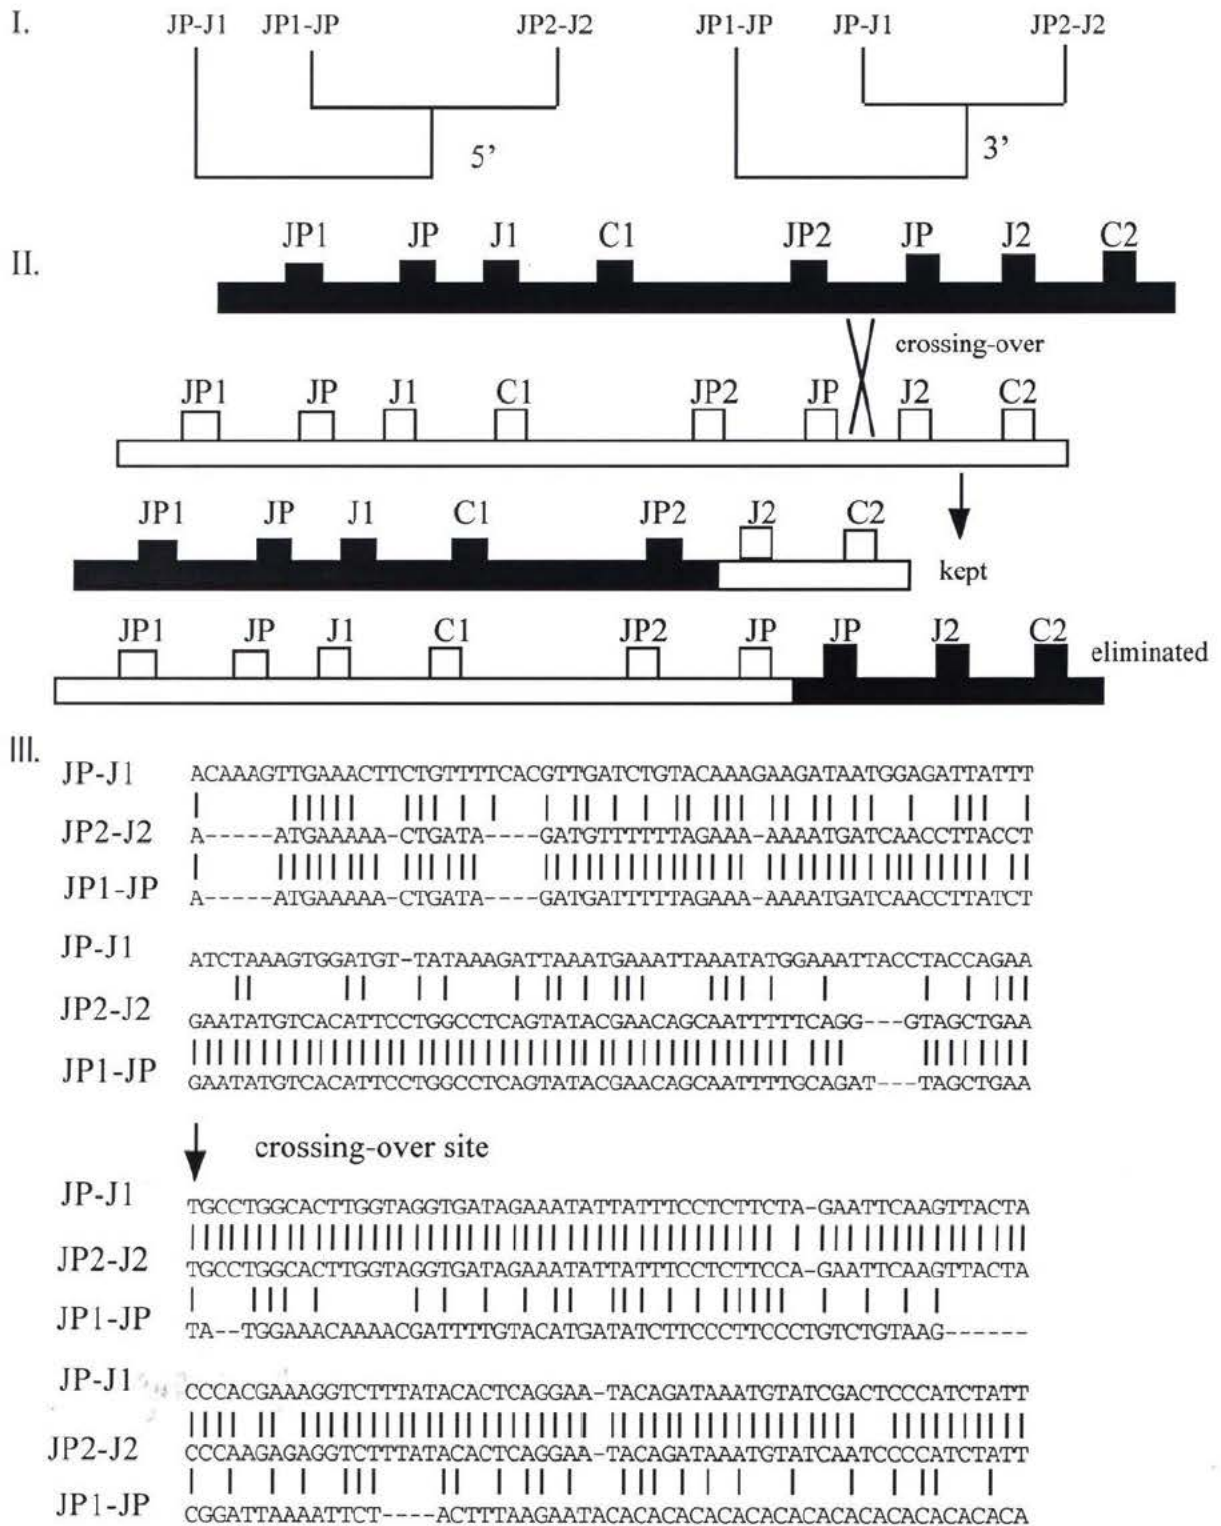 I. JP-J1 JP1-JP JP2-J2 JP1-JP JP-J1 JP2-J2
5' 3'
II. JP1 JP J1 C1 JP2 JP J2 C2
crossing-over
JP1 JP J1 C1 JP2 JP J2 C2
JP1 JP J1 C1 JP2 J2 C2
kept
JP1 JP J1 C1 JP2 JP JP J2 C2
eliminated
III.
JP-J1 ACAAAGTTGAAACTTCTGTTTTCACGTTGATCTGTACAAAGAAGATAATGGAGATTATTT
JP2-J2 A-----ATGAAAAA-CTGATA----GATGTTTTTTAGAAA-AAAATGATCAACCTTACCT
JP1-JP A-----ATGAAAAA-CTGATA----GATGATTTTTAGAAA-AAAATGATCAACCTTATCT
JP-J1 ATCTAAAGTGGATGT-TATAAAGATTAAATGAAATTAAATATGGAAATTACCTACCAGAA
JP2-J2 GAATATGTCACATTCCTGGCCTCAGTATACGAACAGCAATTTTTCAGG---GTAGCTGAA
JP1-JP GAATATGTCACATTCCTGGCCTCAGTATACGAACAGCAATTTTGCAGAT---TAGCTGAA
crossing-over site
JP-J1 TGCCTGGCACTTGGTAGGTGATAGAAATATTATTTCCTCTTCTA-GAATTCAAGTTACTA
JP2-J2 TGCCTGGCACTTGGTAGGTGATAGAAATATTATTTCCTCTTCCA-GAATTCAAGTTACTA
JP1-JP TA--TGGAAACAAAACGATTTTGTACATGATATCTTCCCTTCCCTGTCTGTAAG------
JP-J1 CCCACGAAAGGTCTTTATACACTCAGGAA-TACAGATAAATGTATCGACTCCCATCTATT
JP2-J2 CCCAAGAGAGGTCTTTATACACTCAGGAA-TACAGATAAATGTATCAATCCCCATCTATT
JP1-JP CGGATTAAAATTCT----ACTTTAAGAATACACACACACACACACACACACACACACACA